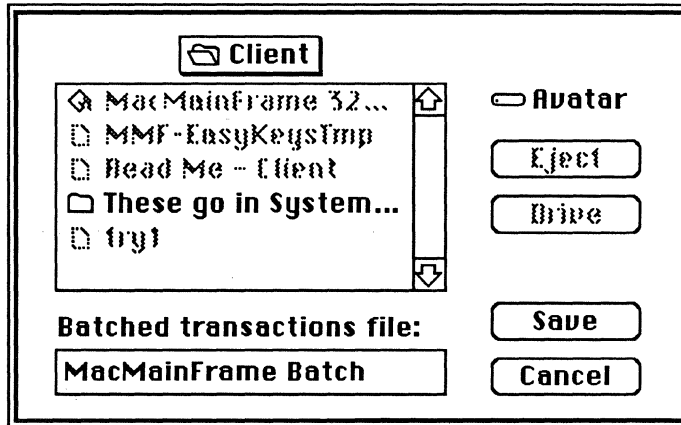 Client
MacMainFrame 32...
MMF-EasyKeysTmp
Read Me - Client
These go in System...
try1
Avatar
Eject
Drive
Batched transactions file:
MacMainFrame Batch
Save
Cancel